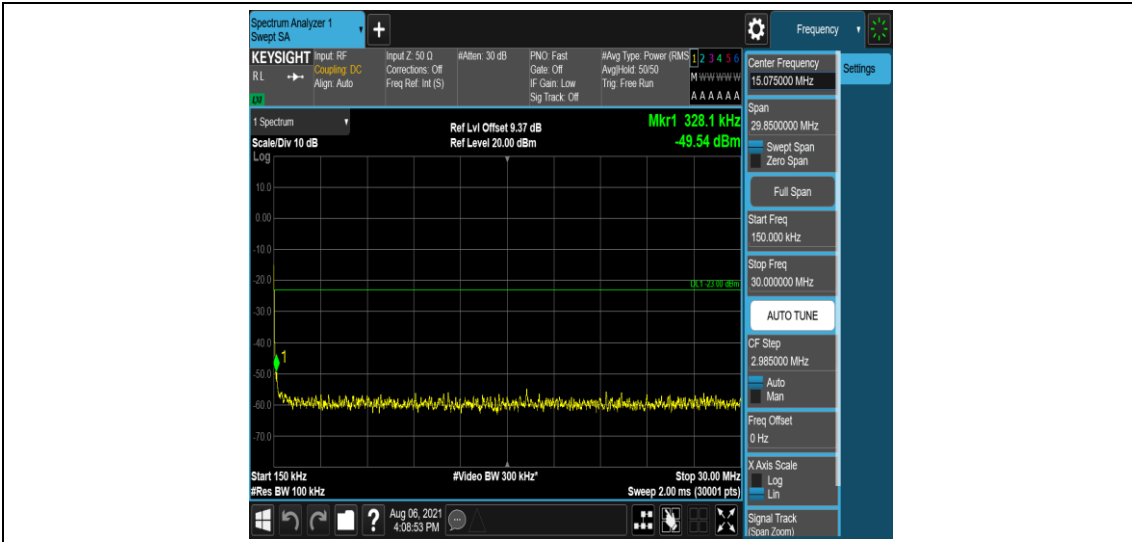 Spectrum Analyzer 1
Swept SA
+
Frequency
KEYSIGHT
RL
LXI
Input: RF
Coupling: DC
Align: Auto
Input Z: 50 Ω
Corrections: Off
Freq Ref: Int (S)
#Atten: 30 dB
PNO: Fast
Gate: Off
IF Gain: Low
Sig Track: Off
#Avg Type: Power (RMS
Avg|Hold: 50/50
Trig: Free Run
1 2 3 4 5 6
M W W W W W
A A A A A A
1 Spectrum
Scale/Div 10 dB
Ref Lvl Offset 9.37 dB
Ref Level 20.00 dBm
Mkr1 328.1 kHz
-49.54 dBm
Log
10.0
0.00
-10.0
-20.0
DL1 -23.00 dBm
-30.0
-40.0
1
-50.0
-60.0
-70.0
Start 150 kHz
#Video BW 300 kHz*
Stop 30.00 MHz
#Res BW 100 kHz
Sweep 2.00 ms (30001 pts)
?
Aug 06, 2021
4:08:53 PM
Center Frequency
15.075000 MHz
Settings
Span
29.8500000 MHz
Swept Span
Zero Span
Full Span
Start Freq
150.000 kHz
Stop Freq
30.000000 MHz
AUTO TUNE
CF Step
2.985000 MHz
Auto
Man
Freq Offset
0 Hz
X Axis Scale
Log
Lin
Signal Track
(Span Zoom)